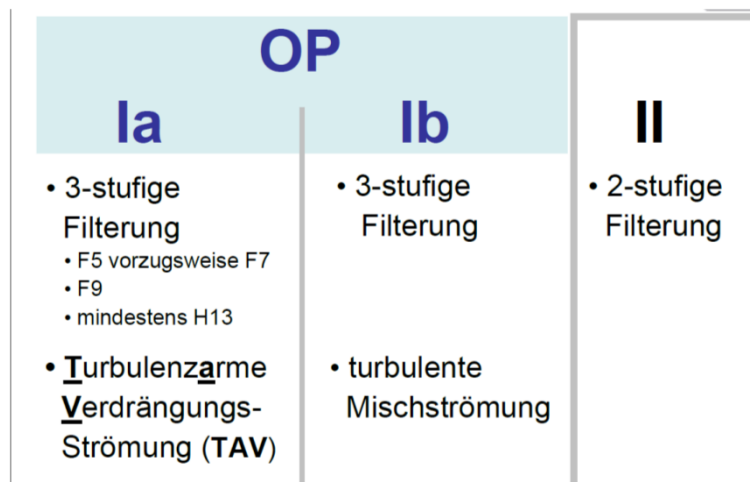 OP
Ia
• 3-stufige
Filterung
• F5 vorzugsweise F7
• F9
• mindestens H13
• Turbulenzarme
Verdrängungs-
Strömung (TAV)
Ib
• 3-stufige
Filterung
• turbulente
Mischströmung
II
• 2-stufige
Filterung